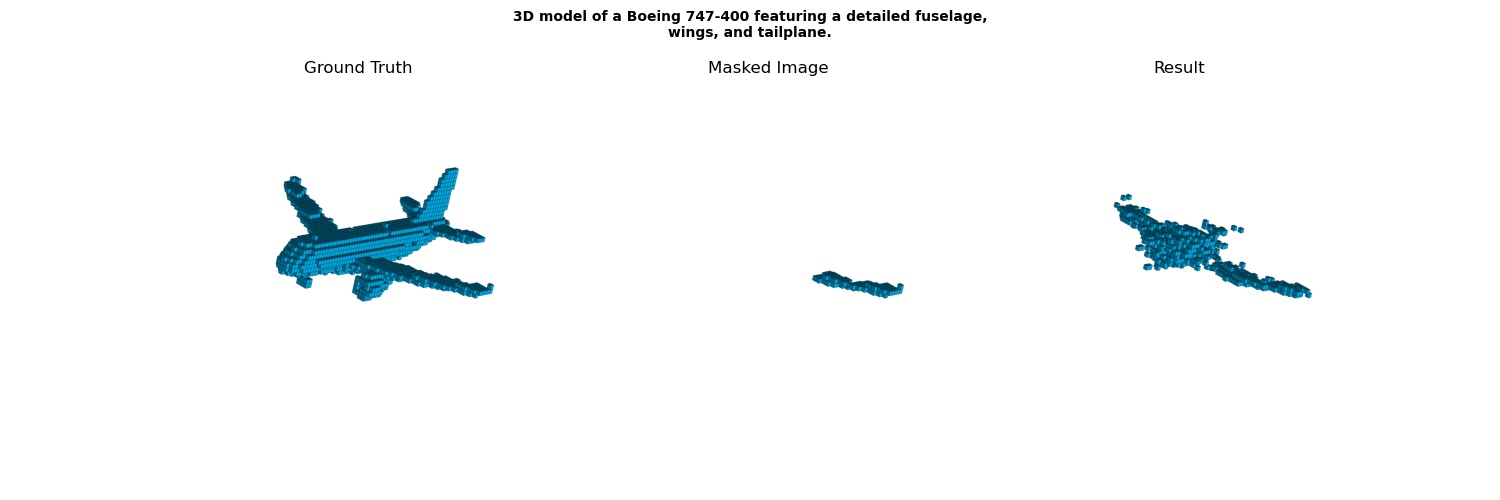 3D model of a Boeing 747-400 featuring a detailed fuselage,
wings, and tailplane.
Ground Truth
Masked Image
Result